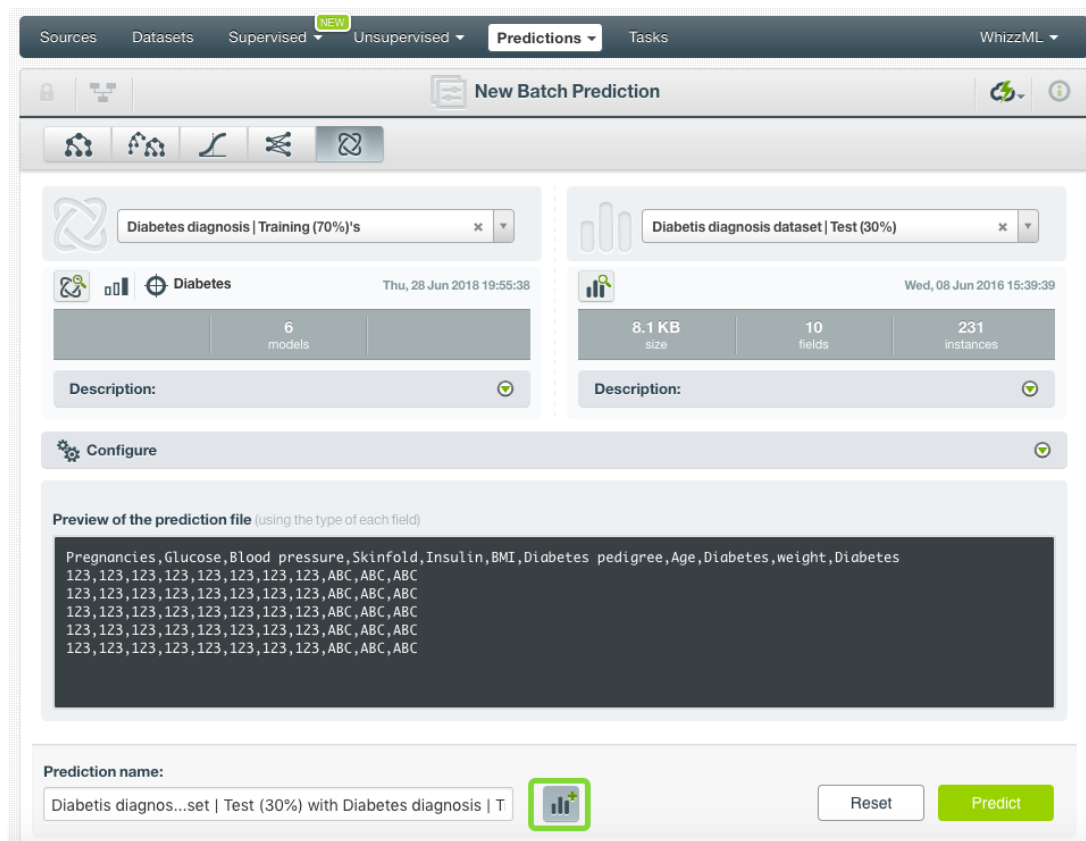 Sources Datasets Supervised NEW Unsupervised Predictions Tasks WhizzML
New Batch Prediction
Diabetes diagnosis | Training (70%)'s
Diabetis diagnosis dataset | Test (30%)
Diabetes Thu, 28 Jun 2018 19:55:38
Wed, 08 Jun 2016 15:39:39
6
models
8.1 KB 10 231
size fields instances
Description:
Description:
Configure
Preview of the prediction file (using the type of each field)
Pregnancies,Glucose,Blood pressure,Skinfold,Insulin,BMI,Diabetes pedigree,Age,Diabetes,weight,Diabetes
123,123,123,123,123,123,123,123,ABC,ABC,ABC
123,123,123,123,123,123,123,123,ABC,ABC,ABC
123,123,123,123,123,123,123,123,ABC,ABC,ABC
123,123,123,123,123,123,123,123,ABC,ABC,ABC
123,123,123,123,123,123,123,123,ABC,ABC,ABC
Prediction name:
Diabetis diagnos...set | Test (30%) with Diabetes diagnosis | T
Reset Predict